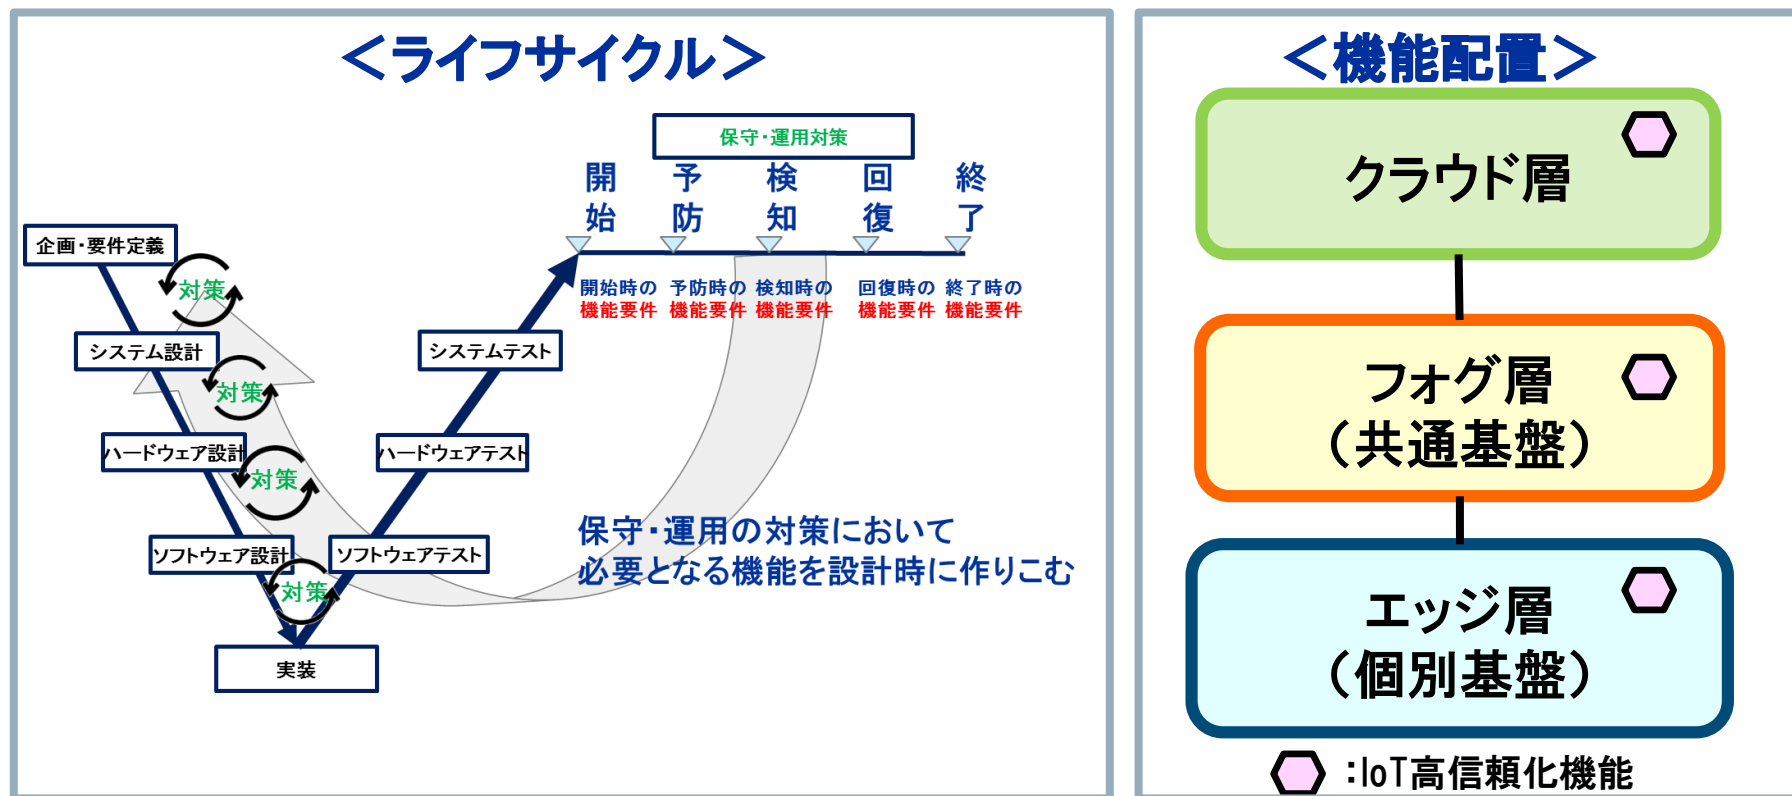 ＜ライフサイクル＞
保守・運用対策
開始
予防
検知
回復
終了
開始時の
機能要件
予防時の
機能要件
検知時の
機能要件
回復時の
機能要件
終了時の
機能要件
企画・要件定義
対策
システム設計
対策
ハードウェア設計
対策
ソフトウェア設計
対策
実装
ソフトウェアテスト
ハードウェアテスト
システムテスト
保守・運用の対策において
必要となる機能を設計時に作りこむ
＜機能配置＞
クラウド層
フォグ層
（共通基盤）
エッジ層
（個別基盤）
：IoT高信頼化機能